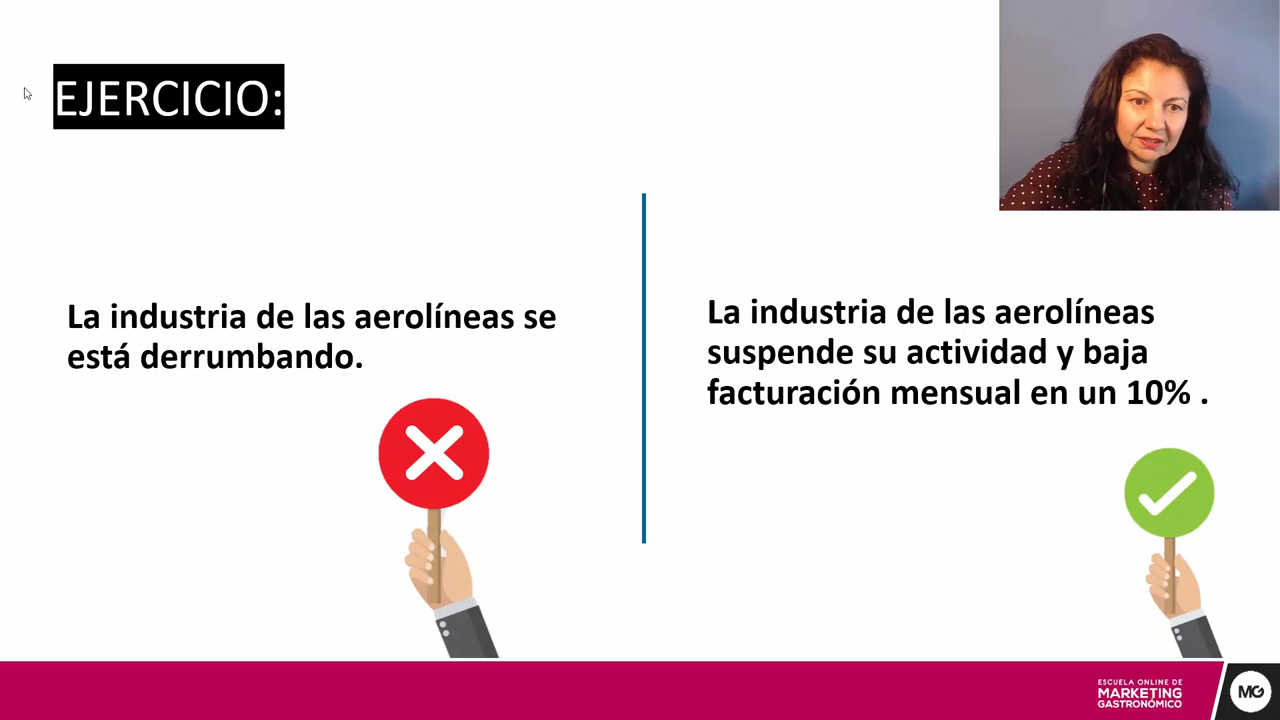 EJERCICIO:
La industria de las aerolíneas se
está derrumbando.
La industria de las aerolíneas
suspende su actividad y baja
facturación mensual en un 10% .
ESCUELA ONLINE DE
MARKETING
GASTRONÓMICO
MG